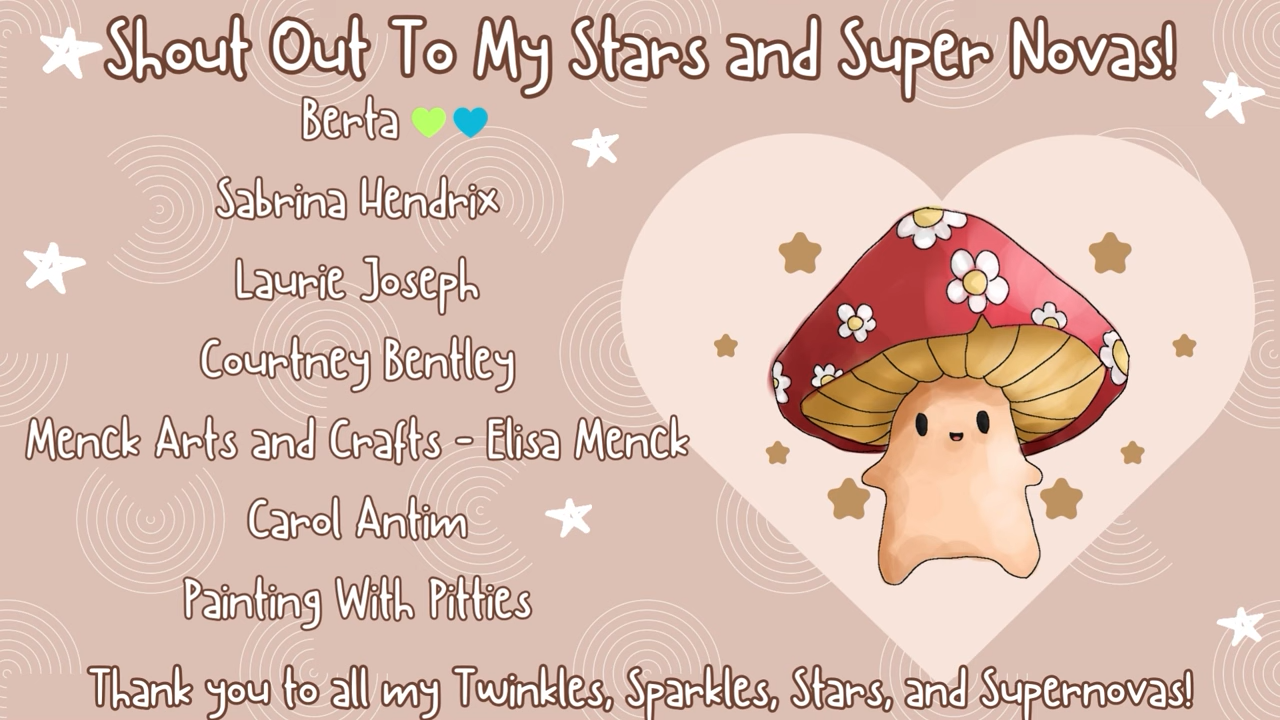 Shout Out To My Stars and Super Novas!
Berta 💚💙
Sabrina Hendrix
Laurie Joseph
Courtney Bentley
Menck Arts and Crafts - Elisa Menck
Carol Antim
Painting With Pitties
Thank you to all my Twinkles, Sparkles, Stars, and Supernovas!